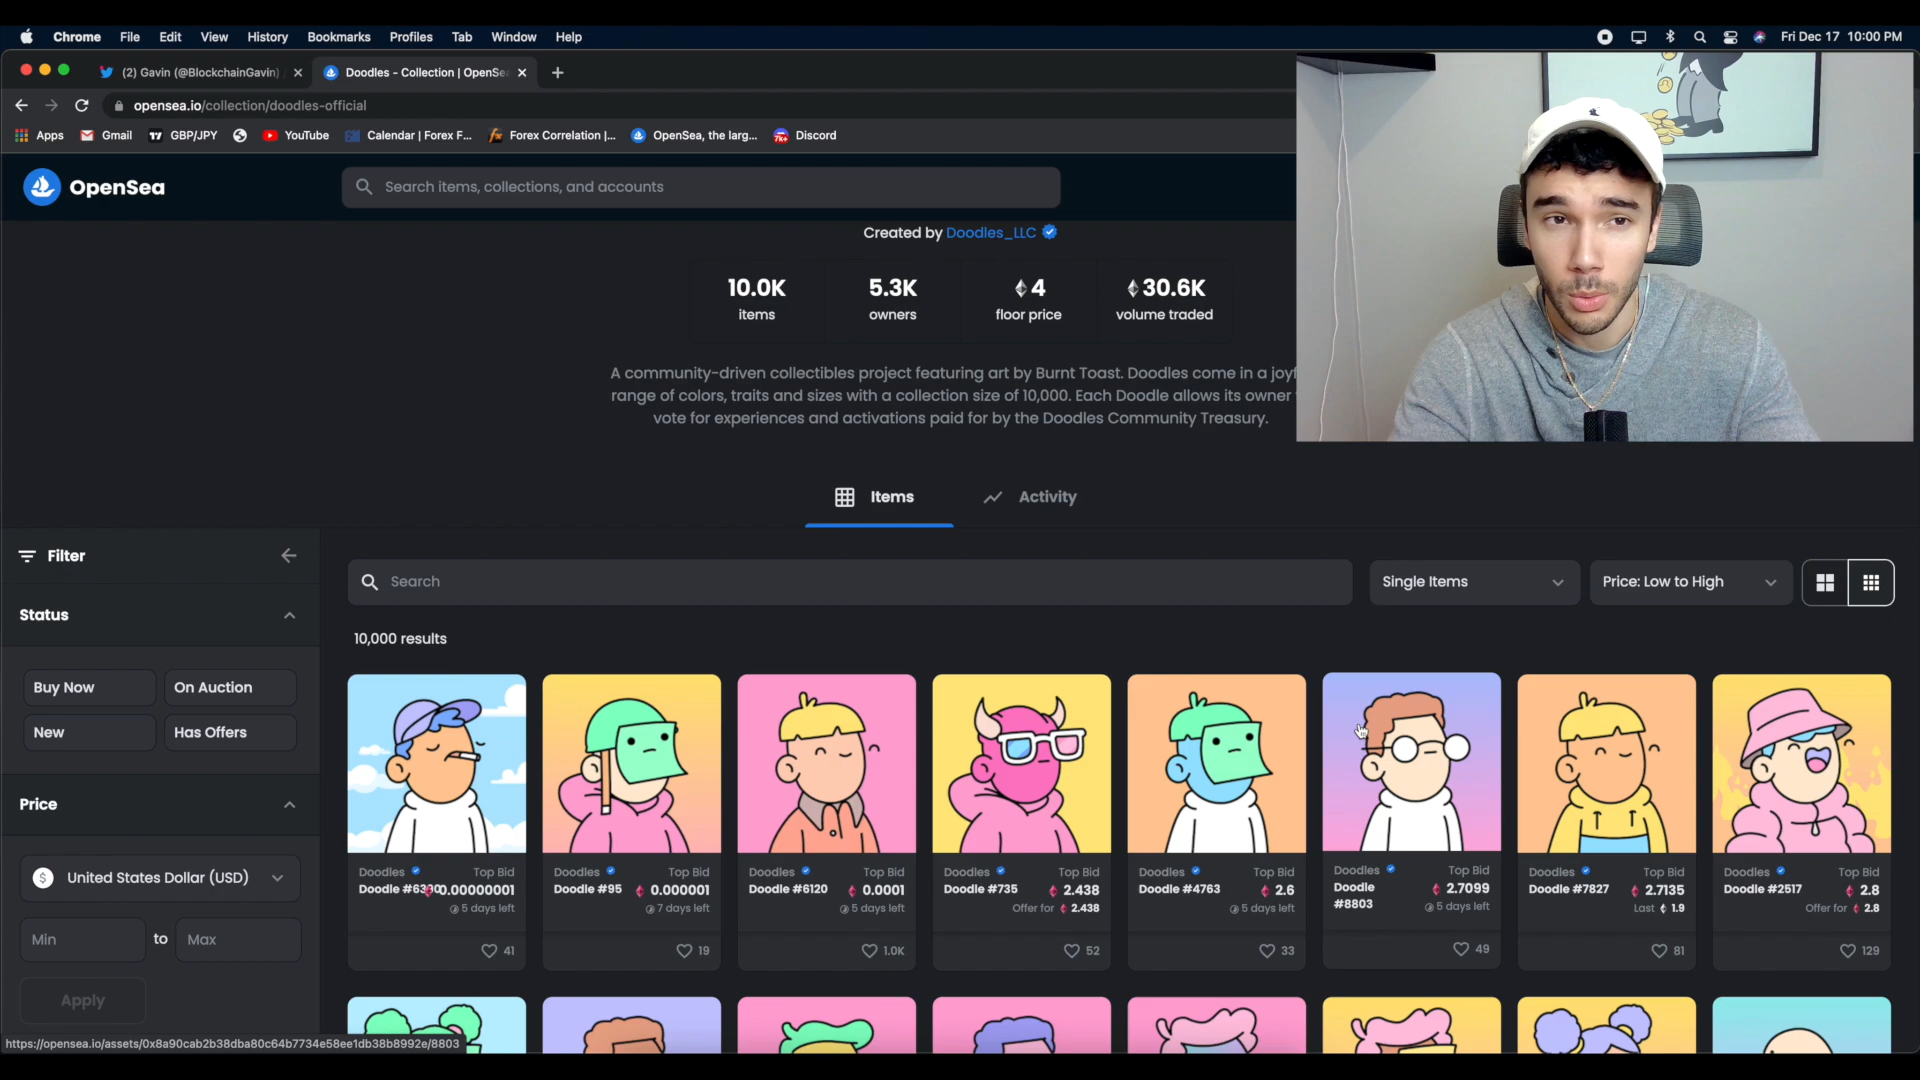 Chrome File Edit View History Bookmarks Profiles Tab Window Help
Fri Dec 17 10:00 PM
(2) Gavin (@BlockchainGavin)
Doodles - Collection | OpenSea
opensea.io/collection/doodles-official
Apps Gmail GBP/JPY YouTube Calendar | Forex F... Forex Correlation |... OpenSea, the larg... Discord
OpenSea
Search items, collections, and accounts
Created by Doodles_LLC
10.0K 5.3K 4 30.6K
items owners floor price volume traded
A community-driven collectibles project featuring art by Burnt Toast. Doodles come in a joyf
range of colors, traits and sizes with a collection size of 10,000. Each Doodle allows its owner
vote for experiences and activations paid for by the Doodles Community Treasury.
Items Activity
Filter
Search
Single Items
Price: Low to High
Status
10,000 results
Buy Now On Auction
New Has Offers
Price
United States Dollar (USD)
Min to Max
Apply
Doodles Top Bid
Doodle #6330 0.00000001
5 days left
41
Doodles Top Bid
Doodle #95 0.000001
7 days left
19
Doodles Top Bid
Doodle #6120 0.0001
5 days left
1.0K
Doodles Top Bid
Doodle #735 2.438
Offer for 2.438
52
Doodles Top Bid
Doodle #4763 2.6
5 days left
33
Doodles Top Bid
Doodle 2.7099
#8803 5 days left
49
Doodles Top Bid
Doodle #7827 2.7135
Last 1.9
81
Doodles Top Bid
Doodle #2517 2.8
Offer for 2.8
129
https://opensea.io/assets/0x8a90cab2b38dba80c64b7734e58ee1db38b8992e/8803